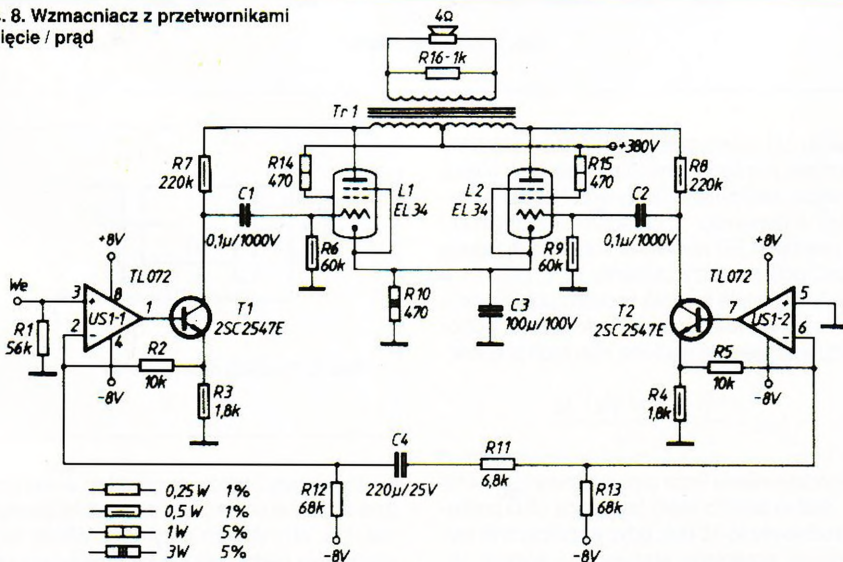 . 8. Wzmacniacz z przetwornikami
ięcie / prąd
4Ω
R16-1k
Tr1
+380V
R7
220k
R14
470
L1
EL34
L2
EL34
R15
470
R8
220k
C1
0,1µ/1000V
C2
0,1µ/1000V
R6
60k
R9
60k
+8V
+8V
We
TL072
TL072
3
+
8
US1-1
1
2
-
4
T1
2SC2547E
R10
470
C3
100µ/100V
T2
2SC2547E
7
US1-2
5
+
6
-
R1
56k
R2
10k
R5
10k
-8V
-8V
R3
1,8k
R4
1,8k
C4
220µ/25V
R11
6,8k
R12
68k
R13
68k
-8V
-8V
0,25W 1%
0,5W 1%
1W 5%
3W 5%